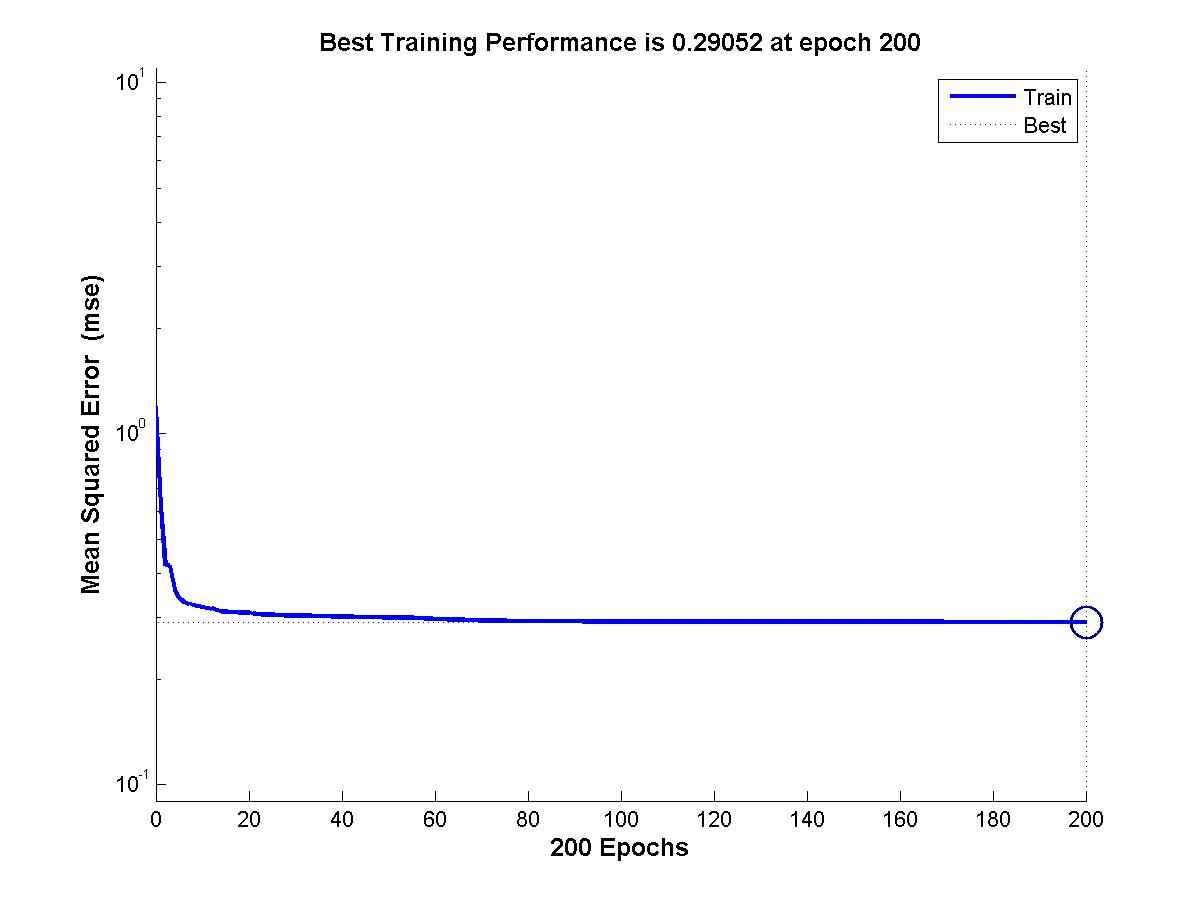 Best Training Performance is 0.29052 at epoch 200
Train
Best
Mean Squared Error (mse)
10^1
10^0
10^-1
0 20 40 60 80 100 120 140 160 180 200
200 Epochs